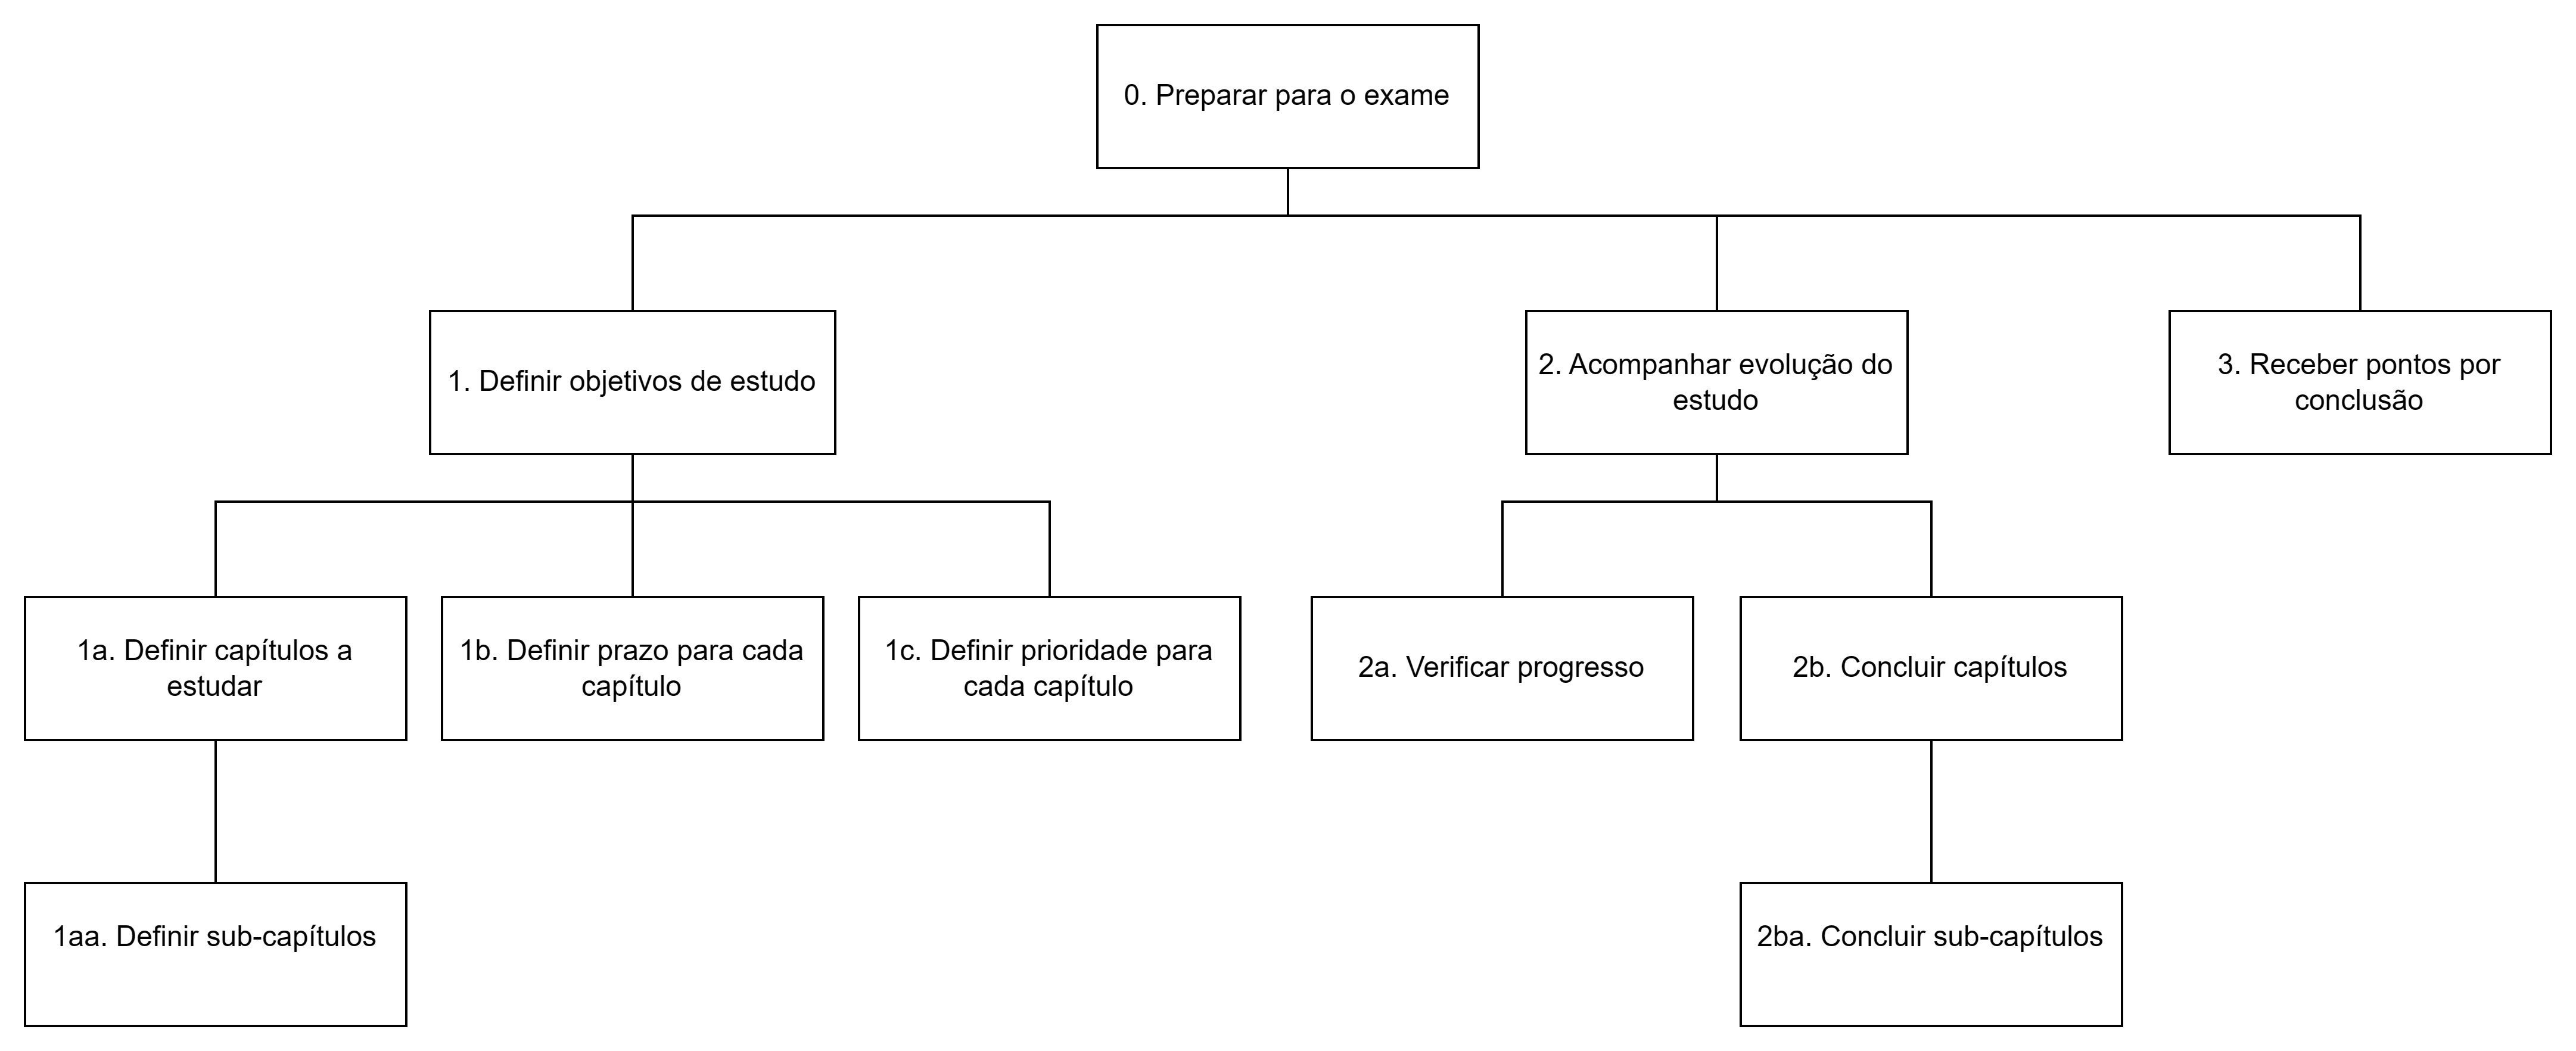 0. Preparar para o exame
1. Definir objetivos de estudo
2. Acompanhar evolução do
estudo
3. Receber pontos por
conclusão
1a. Definir capítulos a
estudar
1b. Definir prazo para cada
capítulo
1c. Definir prioridade para
cada capítulo
2a. Verificar progresso
2b. Concluir capítulos
1aa. Definir sub-capítulos
2ba. Concluir sub-capítulos